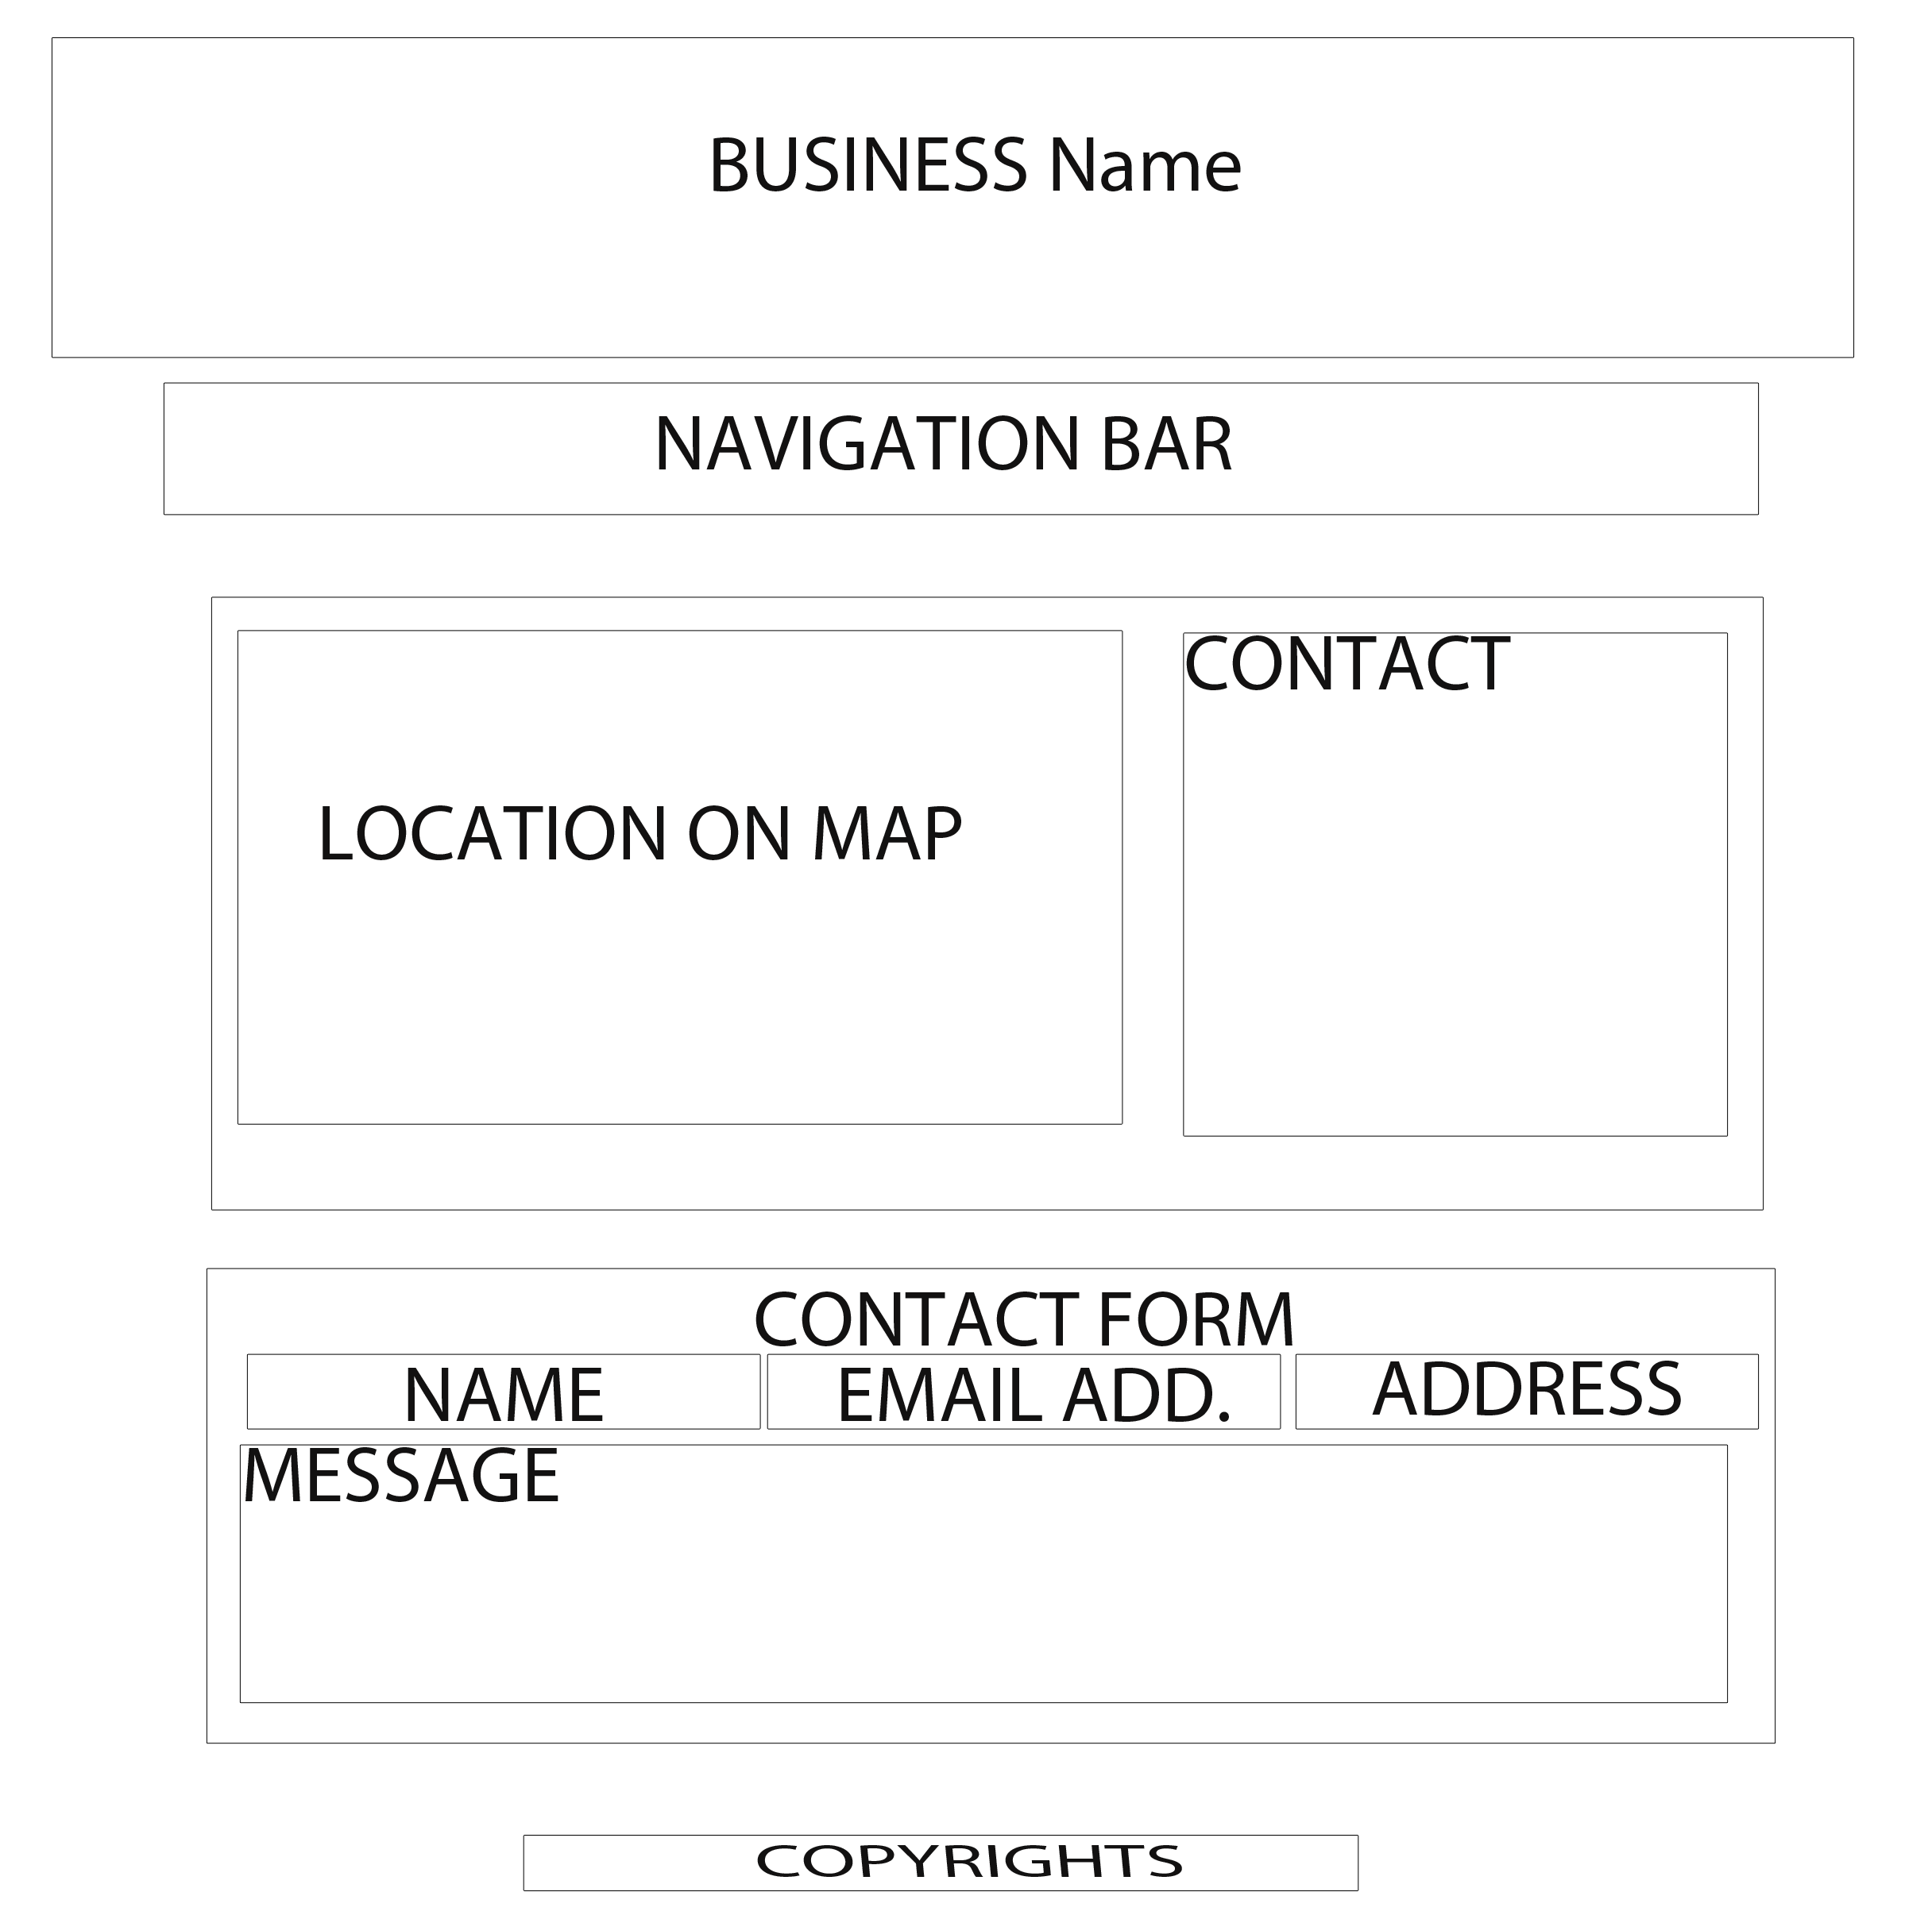 BUSINESS Name
NAVIGATION BAR
LOCATION ON MAP
CONTACT
CONTACT FORM
NAME
EMAIL ADD.
ADDRESS
MESSAGE
COPYRIGHTS